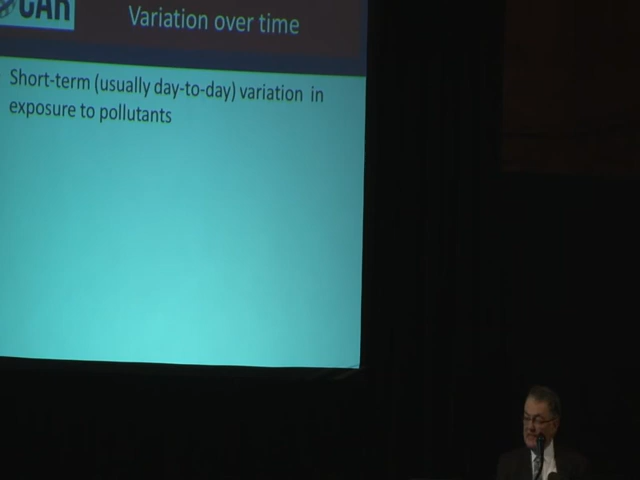 CAR
Variation over time
Short-term (usually day-to-day) variation in
exposure to pollutants